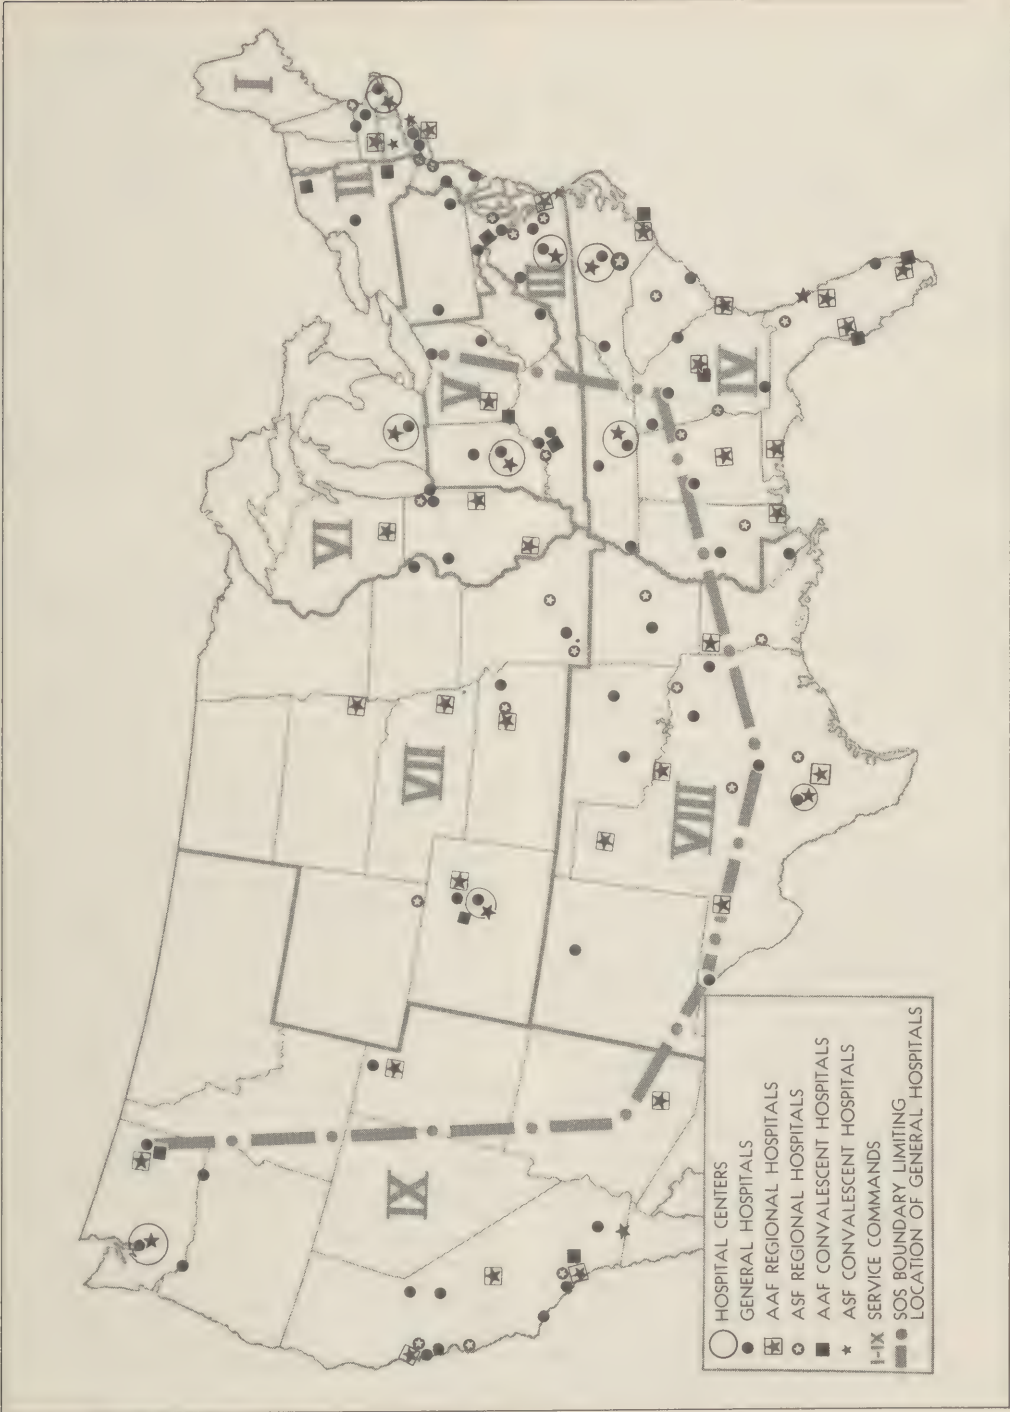 I
II
III
IV
V
VI
VII
VIII
IX
HOSPITAL CENTERS
GENERAL HOSPITALS
AAF REGIONAL HOSPITALS
ASF REGIONAL HOSPITALS
AAF CONVALESCENT HOSPITALS
ASF CONVALESCENT HOSPITALS
I-IX SERVICE COMMANDS
SOS BOUNDARY LIMITING
LOCATION OF GENERAL HOSPITALS